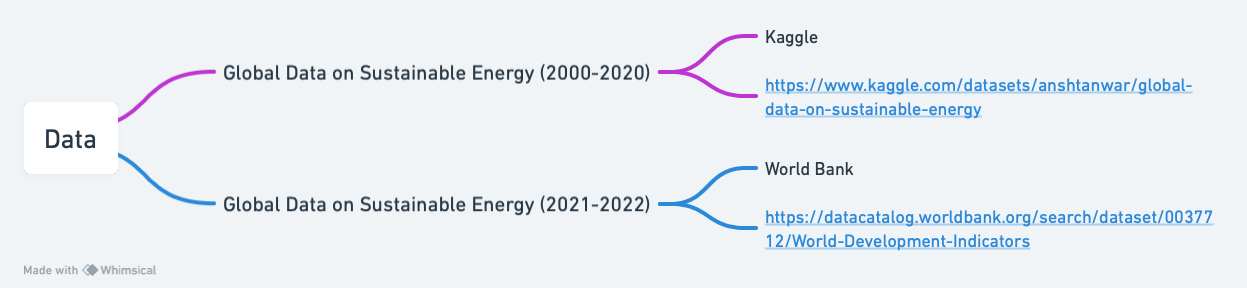 Data
Global Data on Sustainable Energy (2000-2020)
Kaggle
https://www.kaggle.com/datasets/anshtanwar/global-
data-on-sustainable-energy
Global Data on Sustainable Energy (2021-2022)
World Bank
https://datacatalog.worldbank.org/search/dataset/00377
12/World-Development-Indicators
Made with Whimsical